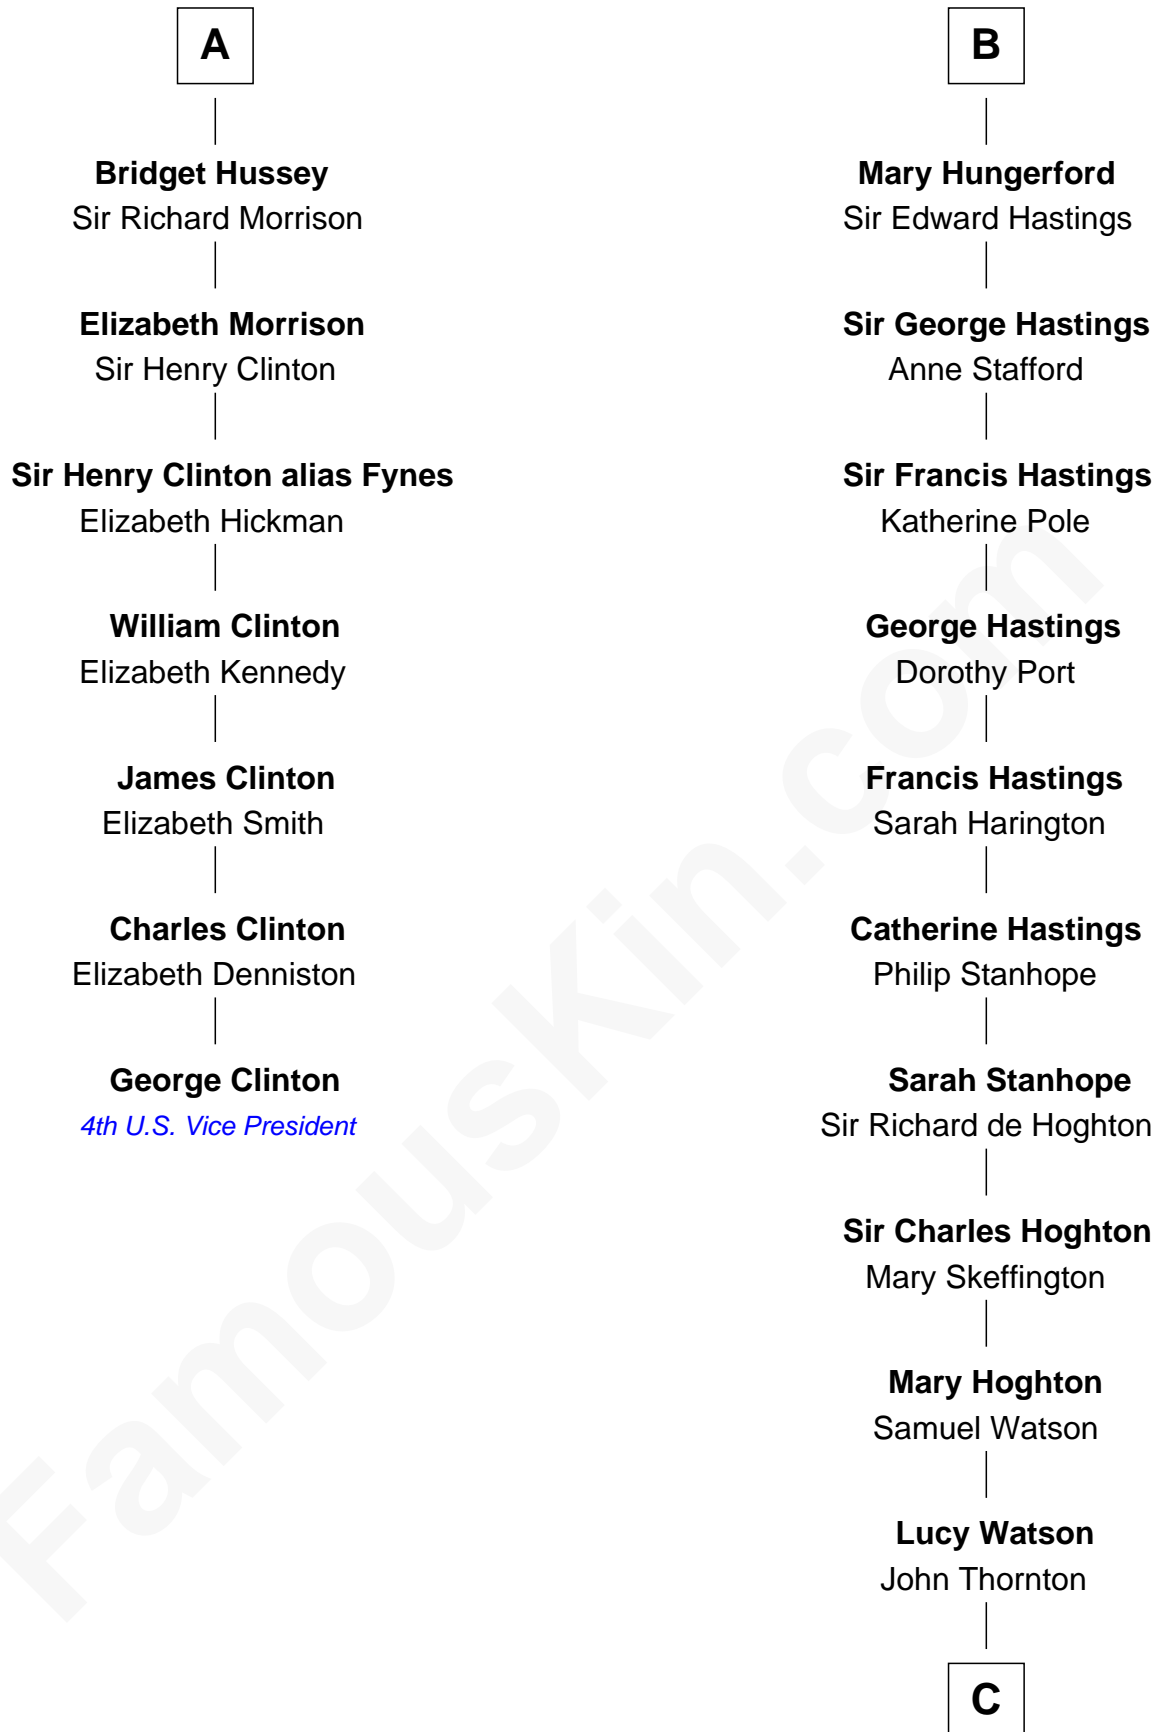 A
Bridget Hussey
Sir Richard Morrison
Elizabeth Morrison
Sir Henry Clinton
Sir Henry Clinton alias Fynes
Elizabeth Hickman
William Clinton
Elizabeth Kennedy
James Clinton
Elizabeth Smith
Charles Clinton
Elizabeth Denniston
George Clinton
4th U.S. Vice President
B
Mary Hungerford
Sir Edward Hastings
Sir George Hastings
Anne Stafford
Sir Francis Hastings
Katherine Pole
George Hastings
Dorothy Port
Francis Hastings
Sarah Harington
Catherine Hastings
Philip Stanhope
Sarah Stanhope
Sir Richard de Hoghton
Sir Charles Hoghton
Mary Skeffington
Mary Hoghton
Samuel Watson
Lucy Watson
John Thornton
C
FamousKin.com